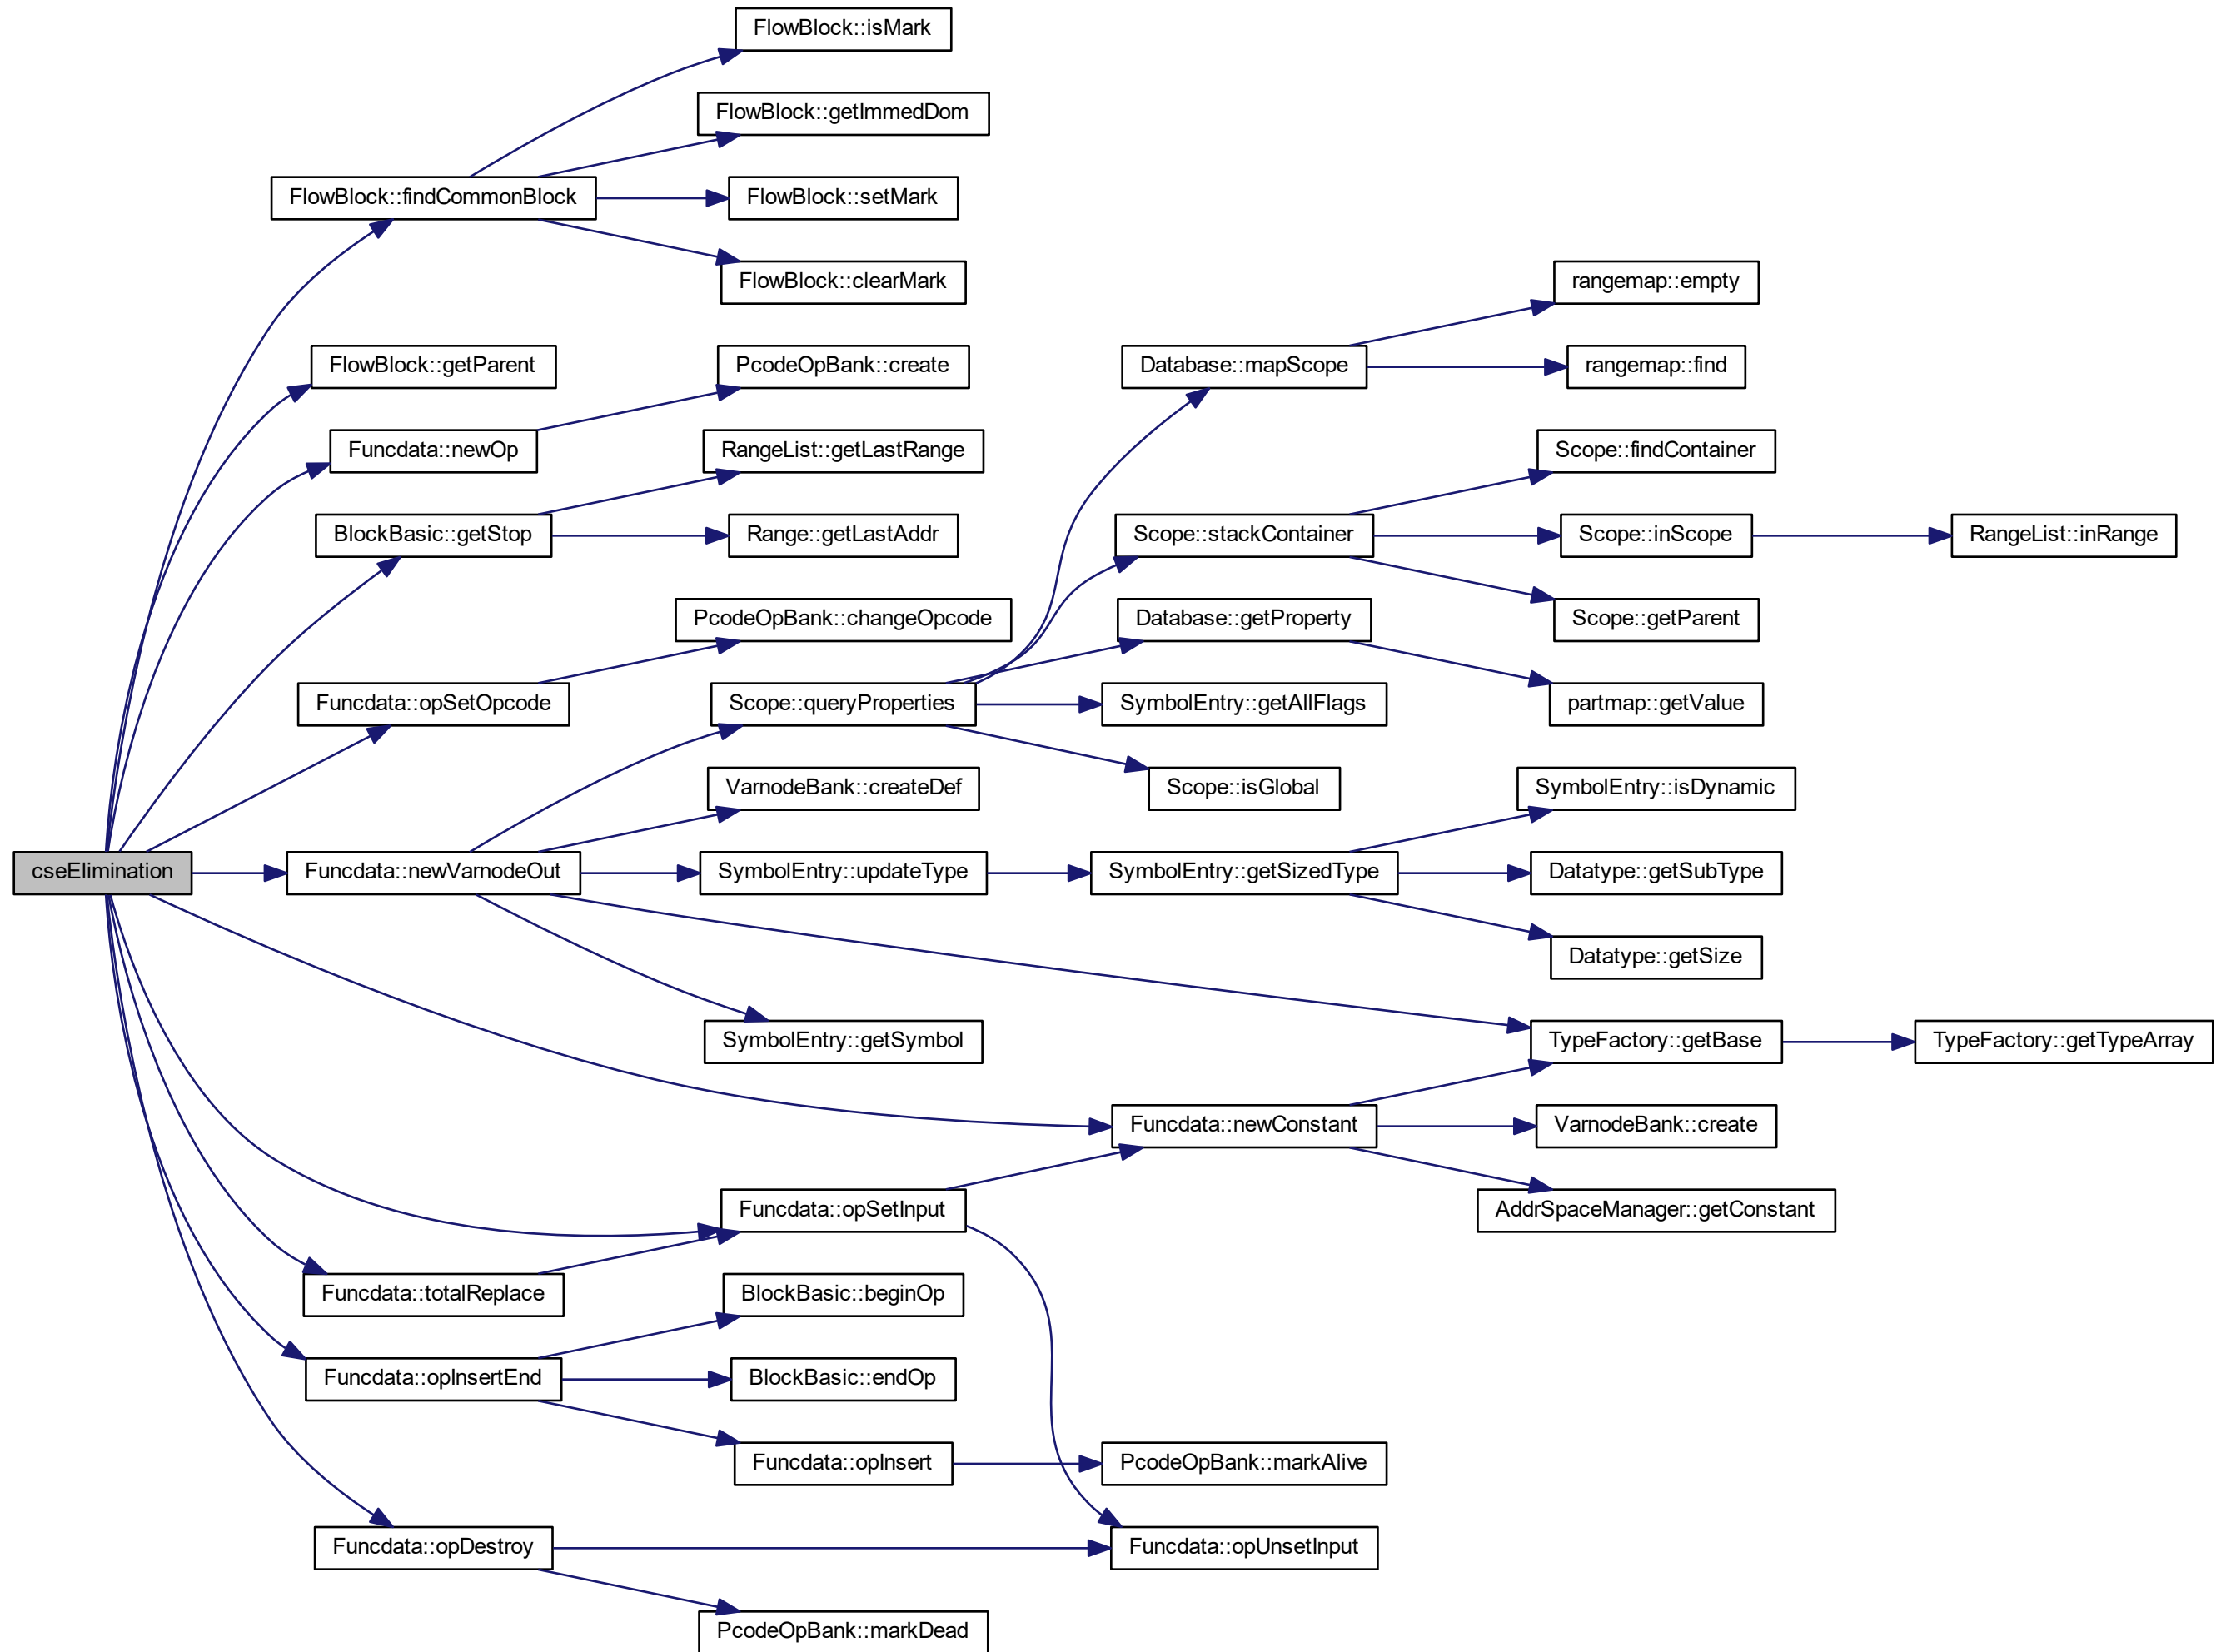 FlowBlock::isMark
FlowBlock::getImmedDom
FlowBlock::findCommonBlock
FlowBlock::setMark
FlowBlock::clearMark
rangemap::empty
FlowBlock::getParent
PcodeOpBank::create
Database::mapScope
rangemap::find
Funcdata::newOp
RangeList::getLastRange
Scope::findContainer
BlockBasic::getStop
Range::getLastAddr
Scope::stackContainer
Scope::inScope
RangeList::inRange
PcodeOpBank::changeOpcode
Database::getProperty
Scope::getParent
Funcdata::opSetOpcode
Scope::queryProperties
SymbolEntry::getAllFlags
partmap::getValue
VarnodeBank::createDef
Scope::isGlobal
SymbolEntry::isDynamic
cseElimination
Funcdata::newVarnodeOut
SymbolEntry::updateType
SymbolEntry::getSizedType
Datatype::getSubType
Datatype::getSize
SymbolEntry::getSymbol
TypeFactory::getBase
TypeFactory::getTypeArray
Funcdata::newConstant
VarnodeBank::create
Funcdata::opSetInput
AddrSpaceManager::getConstant
Funcdata::totalReplace
BlockBasic::beginOp
Funcdata::opInsertEnd
BlockBasic::endOp
Funcdata::opInsert
PcodeOpBank::markAlive
Funcdata::opDestroy
Funcdata::opUnsetInput
PcodeOpBank::markDead